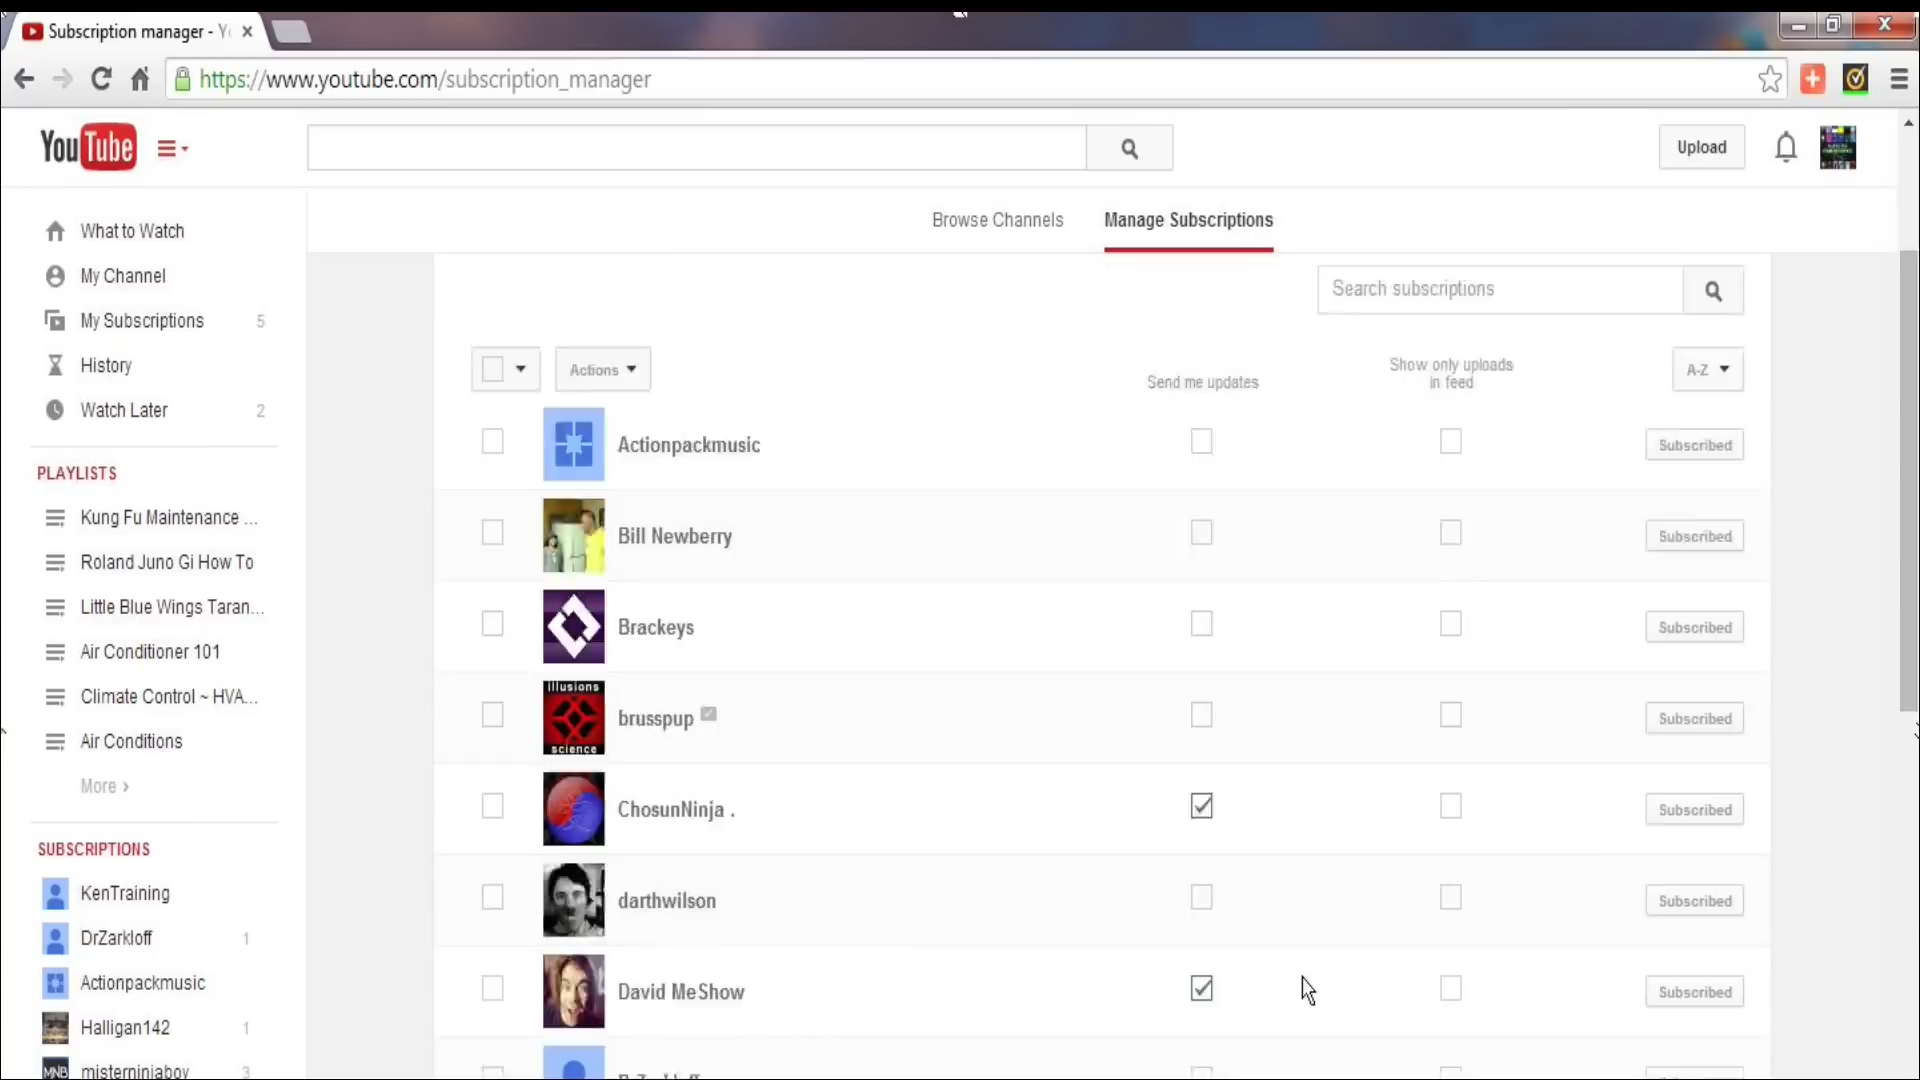 Subscription manager - Y
https://www.youtube.com/subscription_manager
YouTube
Upload
What to Watch
My Channel
My Subscriptions 5
History
Watch Later 2
PLAYLISTS
Kung Fu Maintenance ...
Roland Juno Gi How To
Little Blue Wings Taran...
Air Conditioner 101
Climate Control ~ HVA...
Air Conditions
More ›
SUBSCRIPTIONS
KenTraining
DrZarkloff 1
Actionpackmusic
Halligan142 1
MNB misterninjaboy 3
Browse Channels Manage Subscriptions
Search subscriptions
Actions Send me updates Show only uploads
in feed A-Z
Actionpackmusic Subscribed
Bill Newberry Subscribed
Brackeys Subscribed
illusions
brusspup Subscribed
science
ChosunNinja . Subscribed
darthwilson Subscribed
David MeShow Subscribed